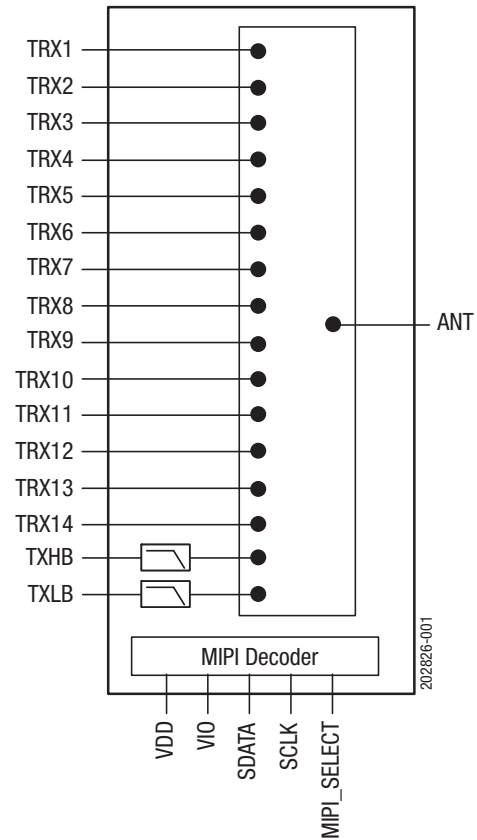 TRX1
TRX2
TRX3
TRX4
TRX5
TRX6
TRX7
TRX8
TRX9
TRX10
TRX11
TRX12
TRX13
TRX14
TXHB
TXLB
ANT
MIPI Decoder
202826-001
VDD
VIO
SDATA
SCLK
MIPI_SELECT